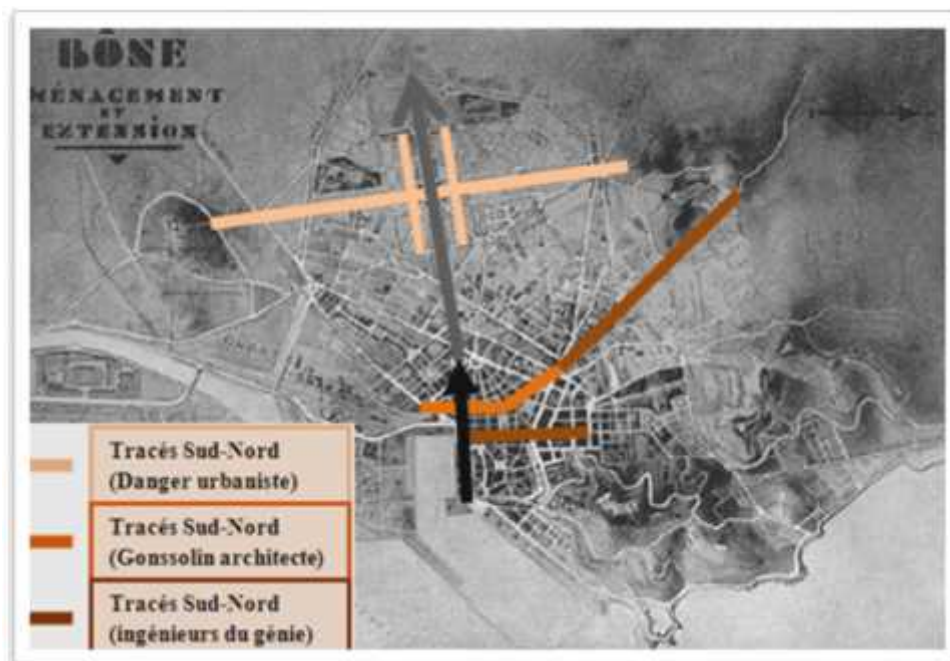 BÔNE
MÉNAGEMENT
ET
EXTENSION
Tracés Sud-Nord
(Danger urbaniste)
Tracés Sud-Nord
(Gonssolin architecte)
Tracés Sud-Nord
(ingénieurs du génie)